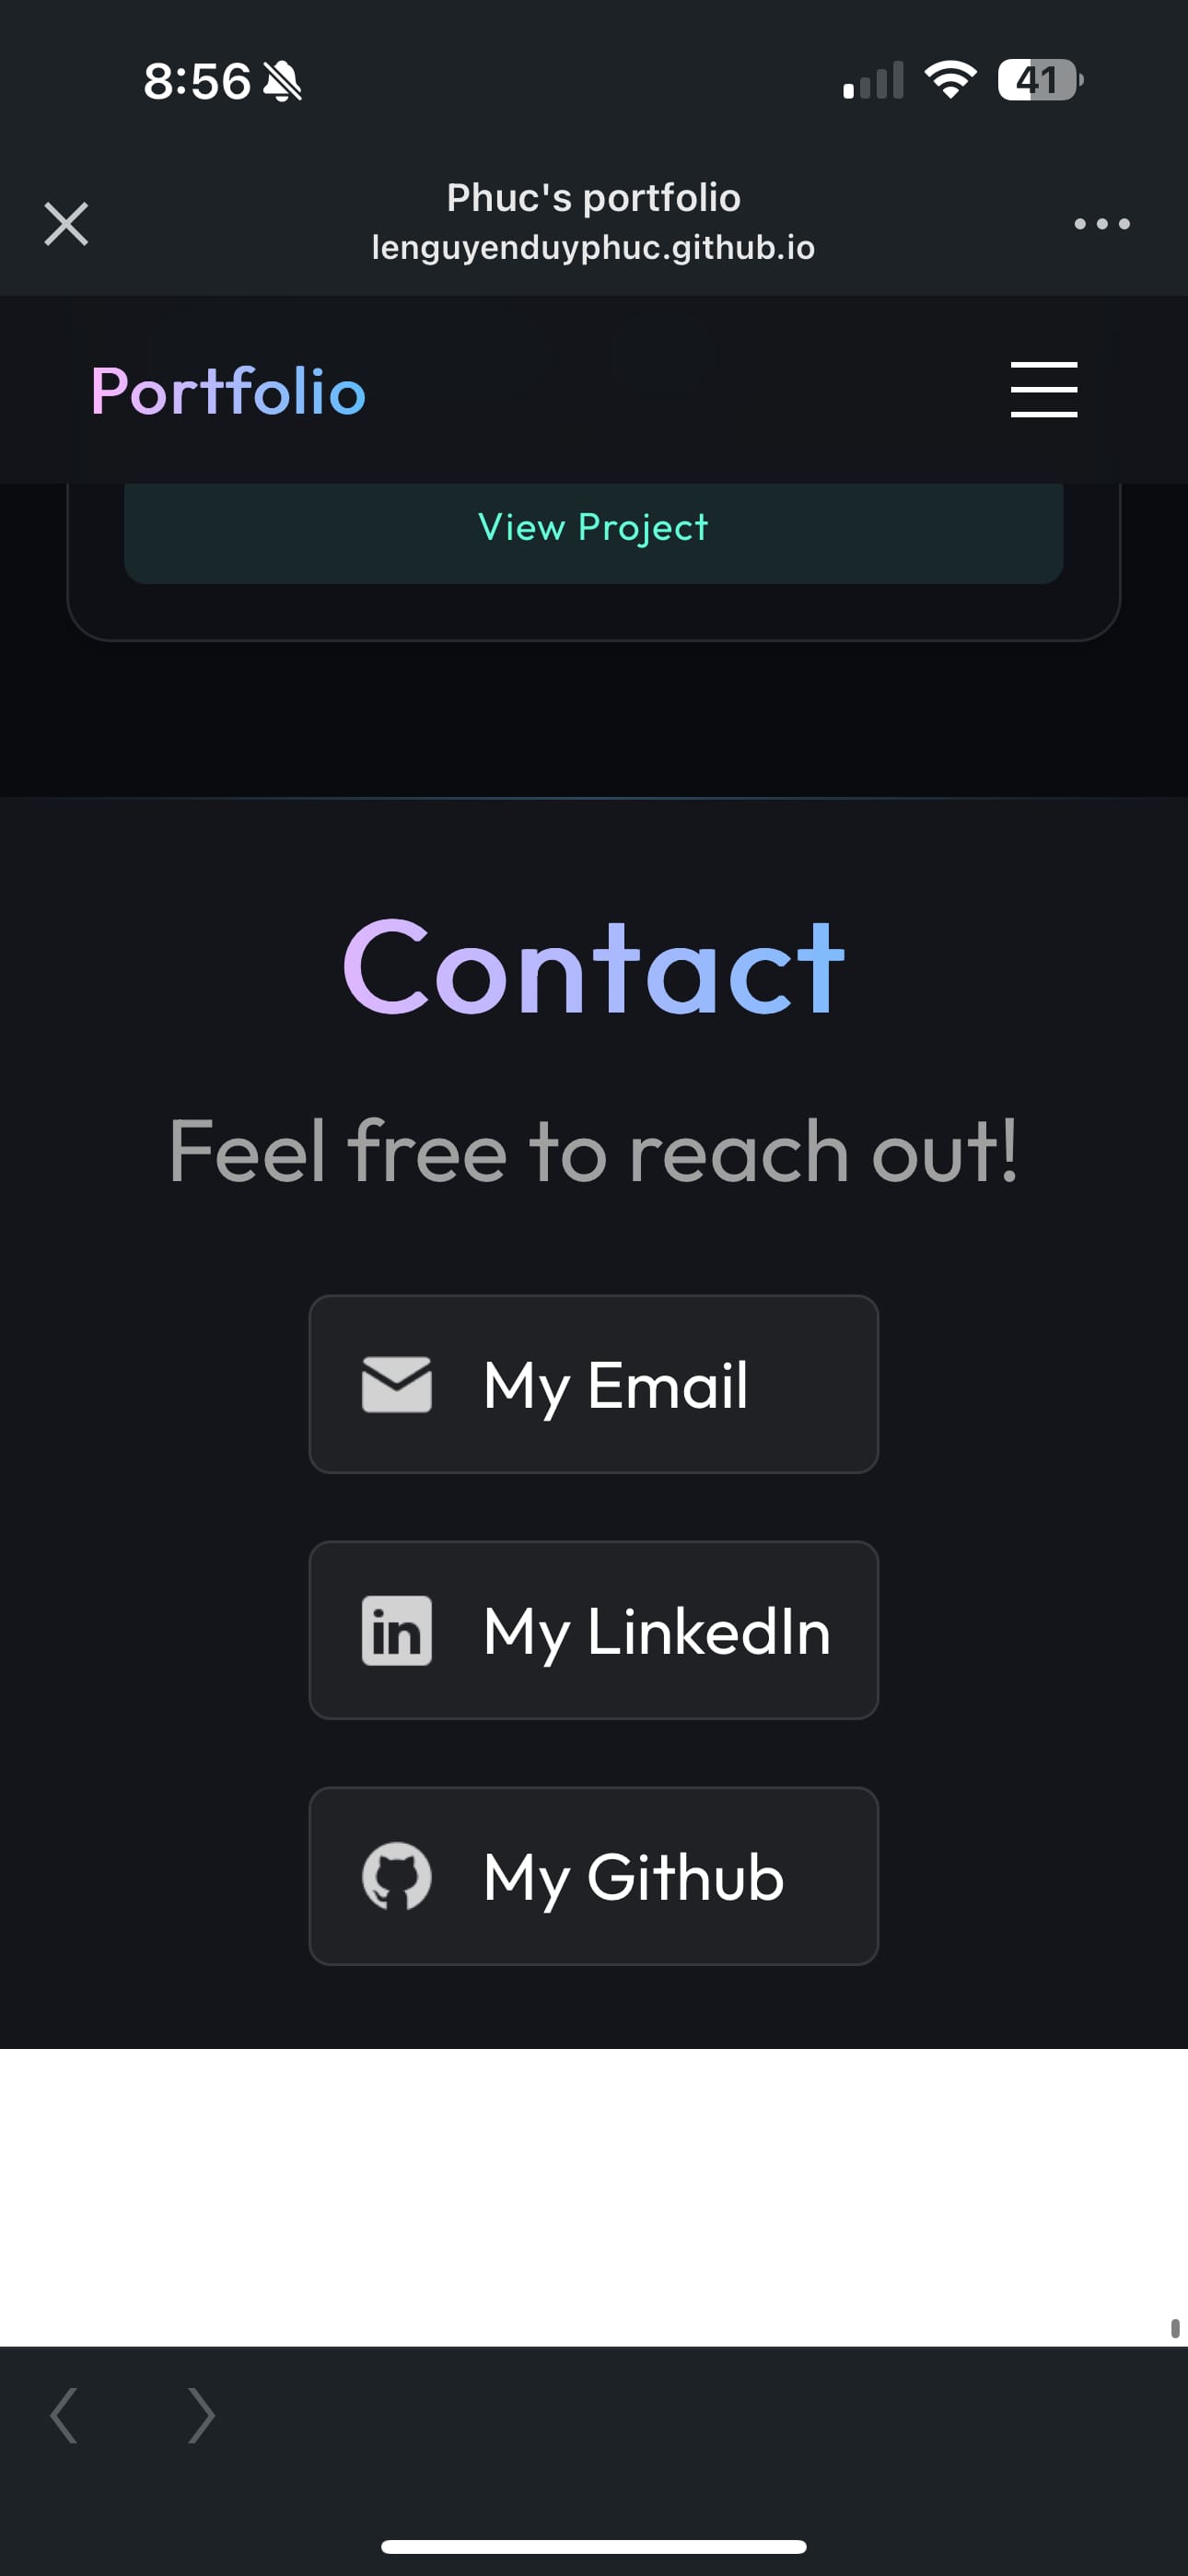 8:56
41
Phuc's portfolio
lenguyenduyphuc.github.io
Portfolio
View Project
Contact
Feel free to reach out!
My Email
in My LinkedIn
My Github